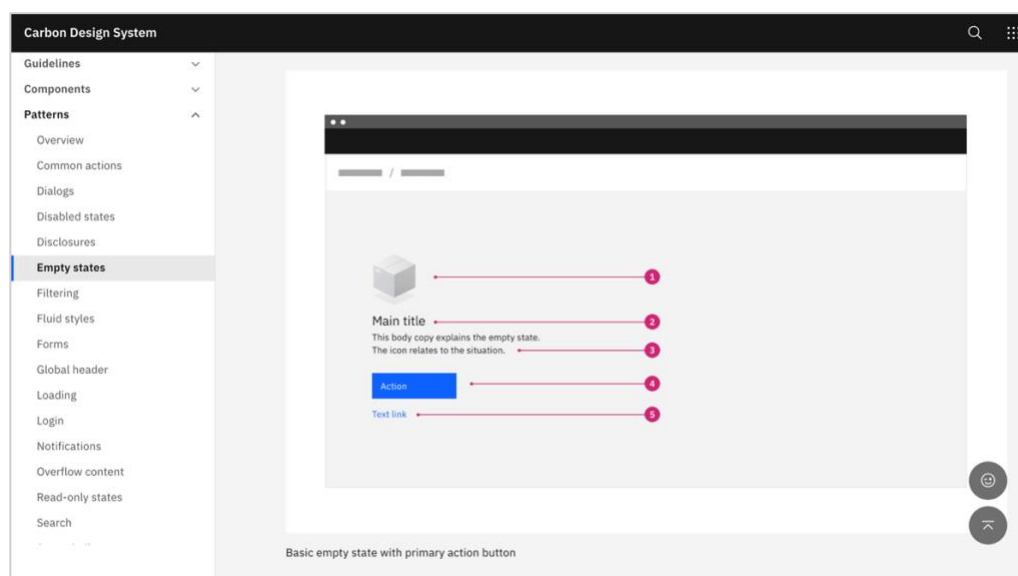 Carbon Design System
Guidelines
Components
Patterns
Overview
Common actions
Dialogs
Disabled states
Disclosures
Empty states
Filtering
Fluid styles
Forms
Global header
Loading
Login
Notifications
Overflow content
Read-only states
Search
/
1
Main title
2
This body copy explains the empty state.
The icon relates to the situation.
3
Action
4
Text link
5
Basic empty state with primary action button